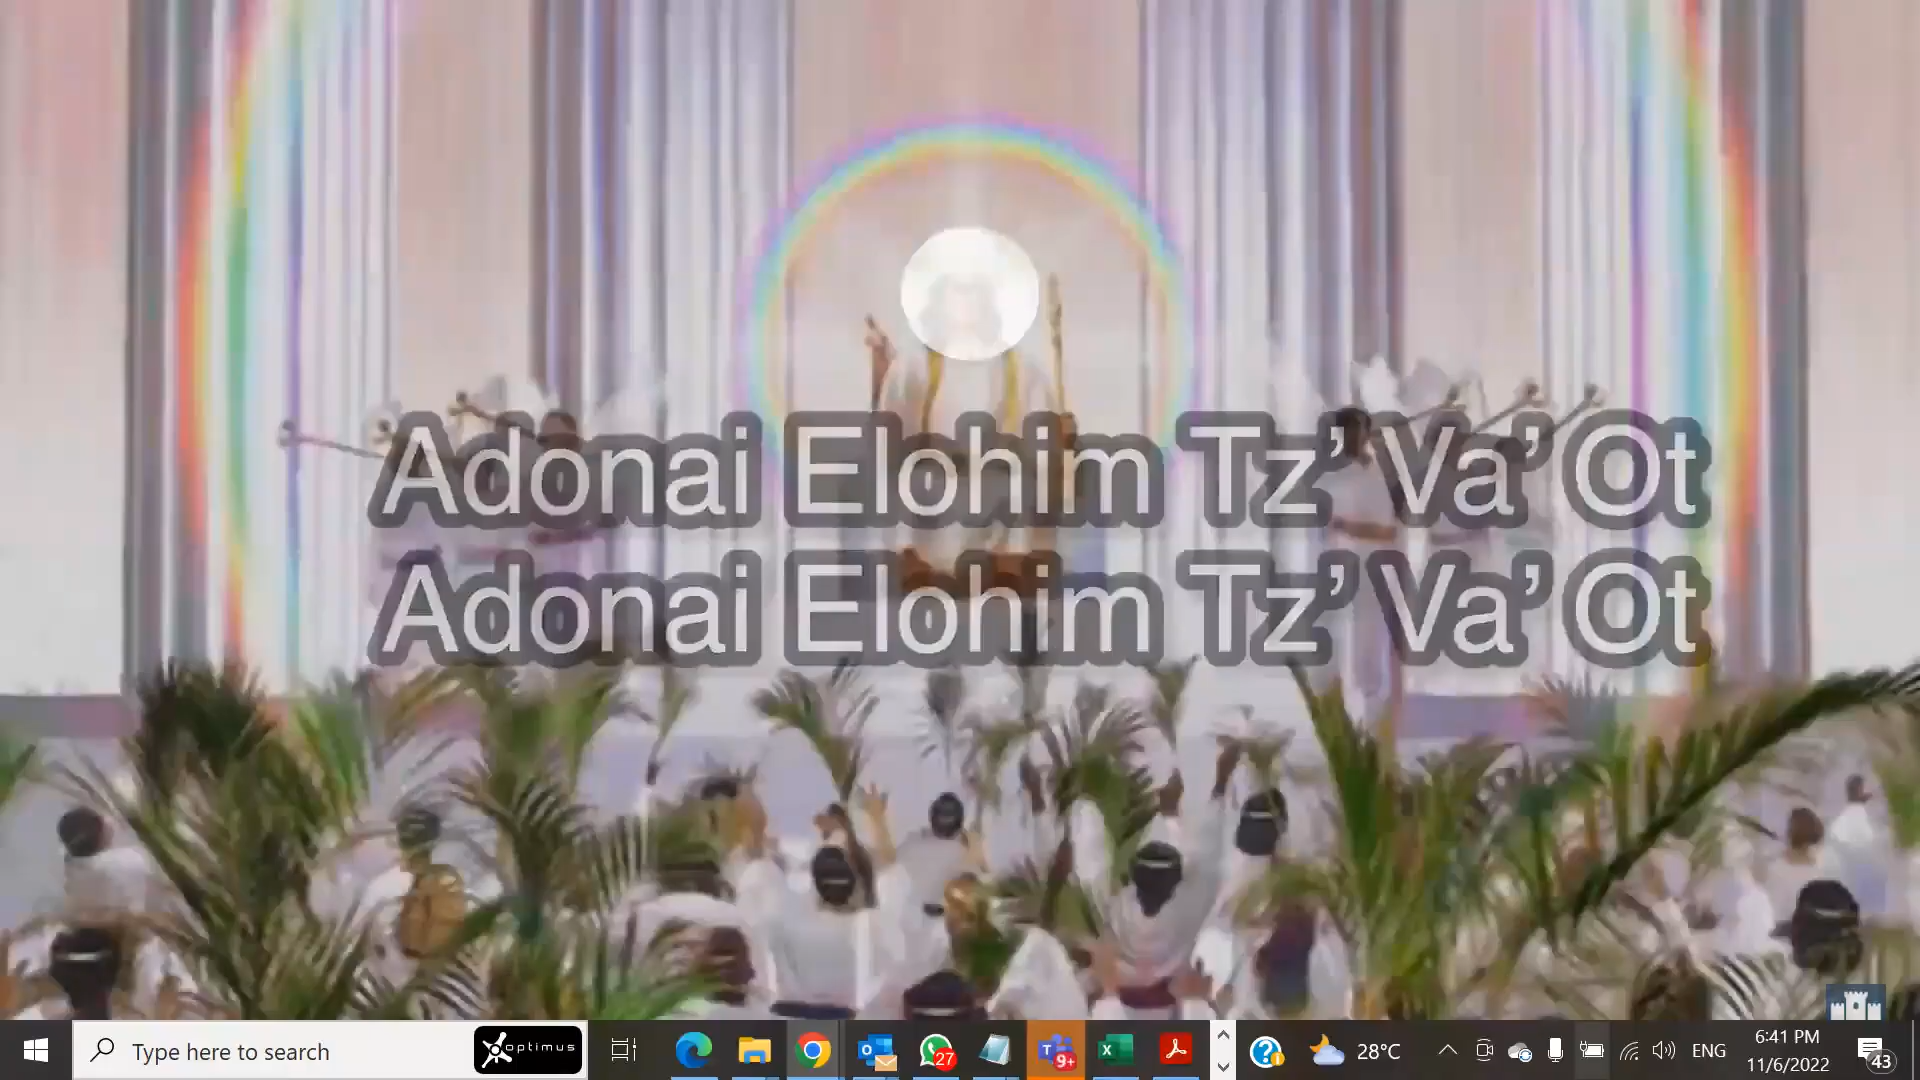 Adonai Elohim Tz’ Va’ Ot
Adonai Elohim Tz’ Va’ Ot
Type here to search
optimus
27
9+
28°C
ENG
6:41 PM
11/6/2022
43